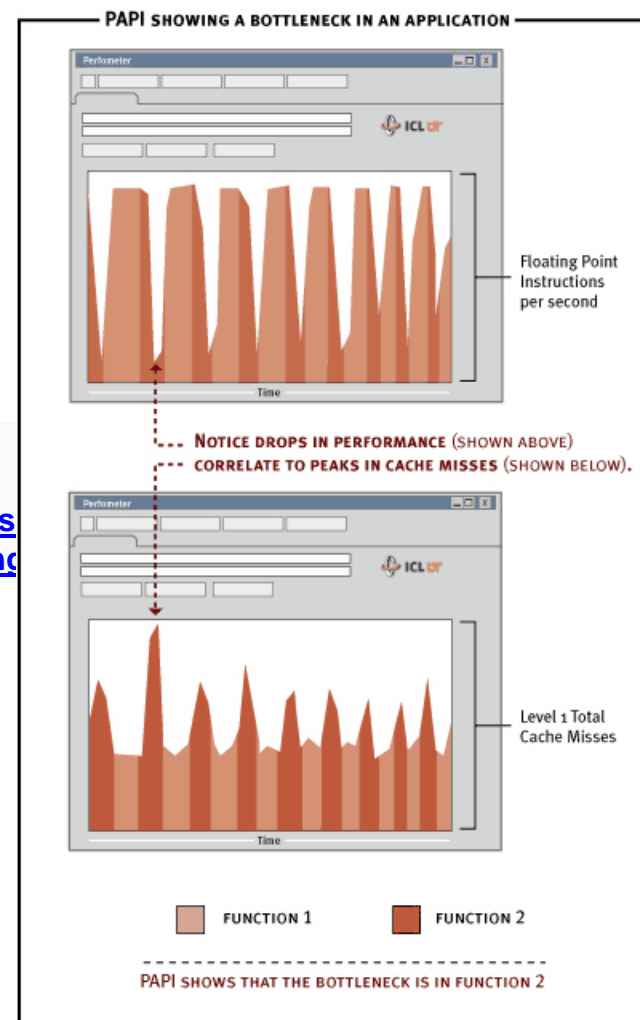 PAPI SHOWING A BOTTLENECK IN AN APPLICATION
Perfometer
ICL UT
Floating Point
Instructions
per second
Time
NOTICE DROPS IN PERFORMANCE (SHOWN ABOVE)
CORRELATE TO PEAKS IN CACHE MISSES (SHOWN BELOW).
Perfometer
ICL UT
Level 1 Total
Cache Misses
Time
FUNCTION 1 FUNCTION 2
PAPI SHOWS THAT THE BOTTLENECK IS IN FUNCTION 2